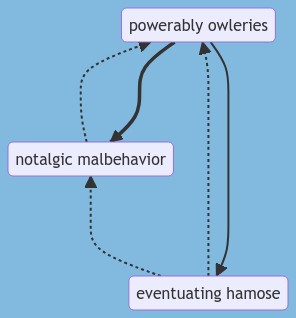 powerably owleries
notalgic malbehavior
eventuating hamose